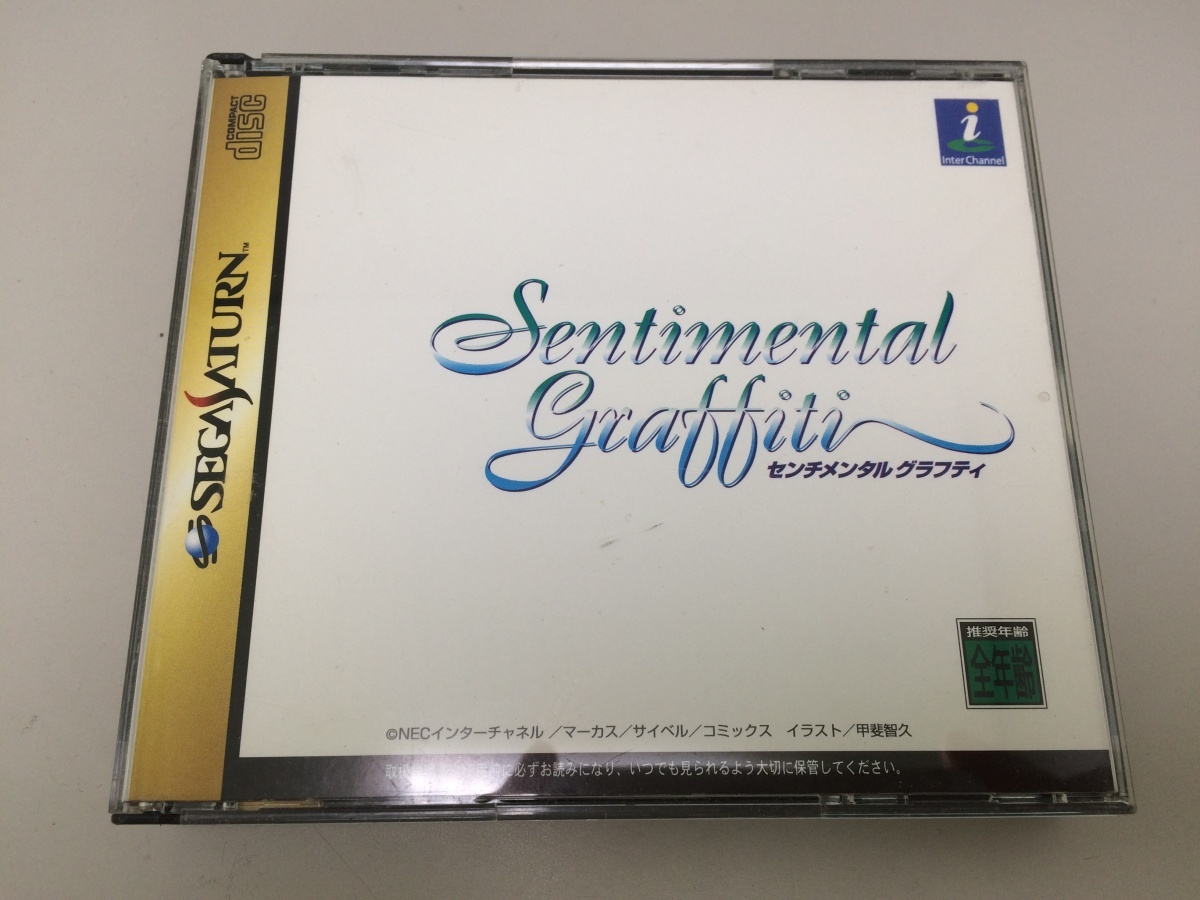 COMPACT
disc
SEGA SATURN™
i
InterChannel
Sentimental
Graffiti
センチメンタル グラフティ
推奨年齢
全年齢
©NECインターチャネル ／マーカス／サイベル／コミックス イラスト／甲斐智久
に必ずお読みになり、いつでも見られるよう大切に保管してください。